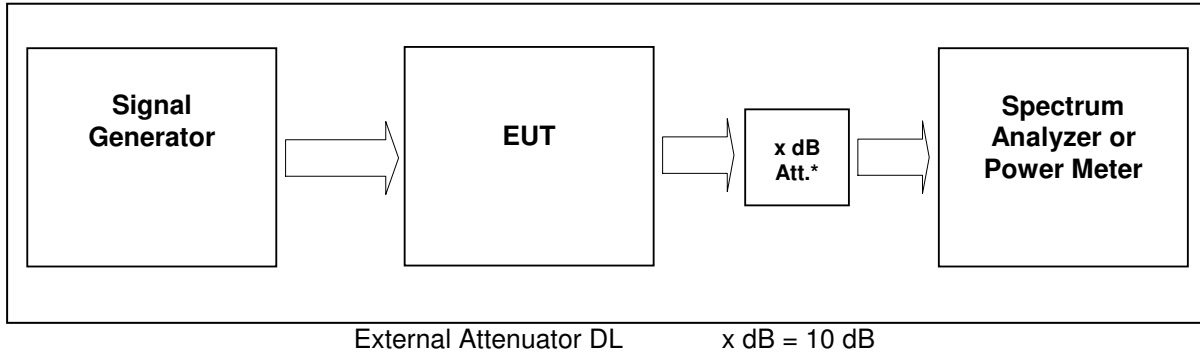 Signal
Generator
EUT
x dB
Att.*
Spectrum
Analyzer or
Power Meter
External Attenuator DL x dB = 10 dB